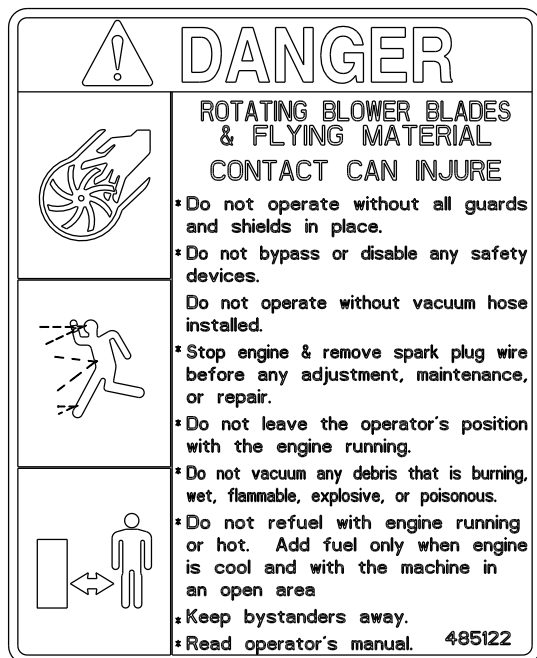 DANGER
ROTATING BLOWER BLADES
& FLYING MATERIAL
CONTACT CAN INJURE
* Do not operate without all guards
and shields in place.
* Do not bypass or disable any safety
devices.
Do not operate without vacuum hose
installed.
* Stop engine & remove spark plug wire
before any adjustment, maintenance,
or repair.
* Do not leave the operator's position
with the engine running.
* Do not vacuum any debris that is burning,
wet, flammable, explosive, or poisonous.
* Do not refuel with engine running
or hot. Add fuel only when engine
is cool and with the machine in
an open area
* Keep bystanders away.
* Read operator's manual. 485122